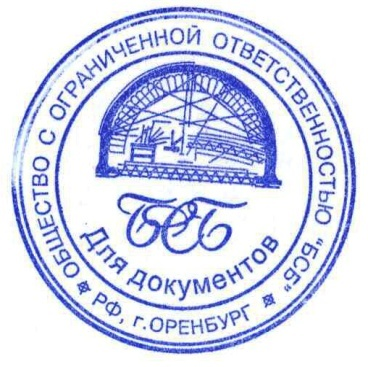 ОБЩЕСТВО С ОГРАНИЧЕННОЙ ОТВЕТСТВЕННОСТЬЮ "БСБ"
БСБ
Для документов
РФ, г.ОРЕНБУРГ